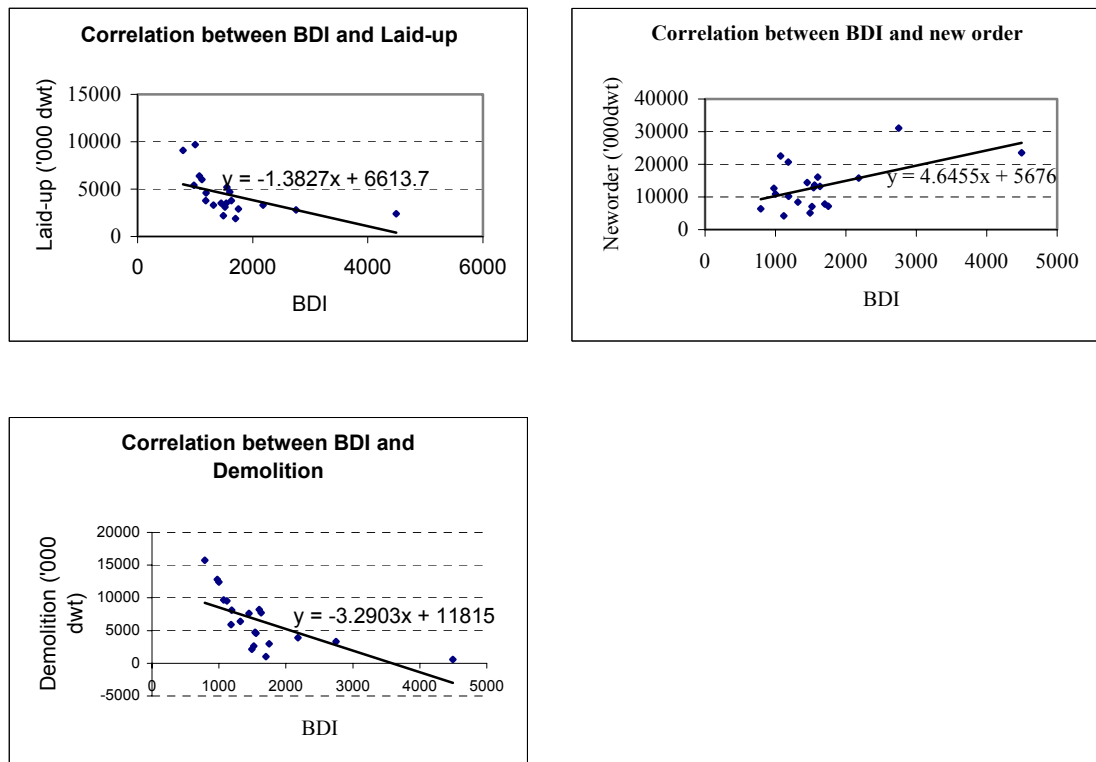 Correlation between BDI and Laid-up
Laid-up ('000 dwt)
15000
10000
5000
0
y = -1.3827x + 6613.7
0 2000 4000 6000
BDI
Correlation between BDI and new order
Neworder ('000dwt)
40000
30000
20000
10000
0
y = 4.6455x + 5676
0 1000 2000 3000 4000 5000
BDI
Correlation between BDI and
Demolition
Demolition ('000
dwt)
20000
15000
10000
5000
0
-5000
y = -3.2903x + 11815
0 1000 2000 3000 4000 5000
BDI